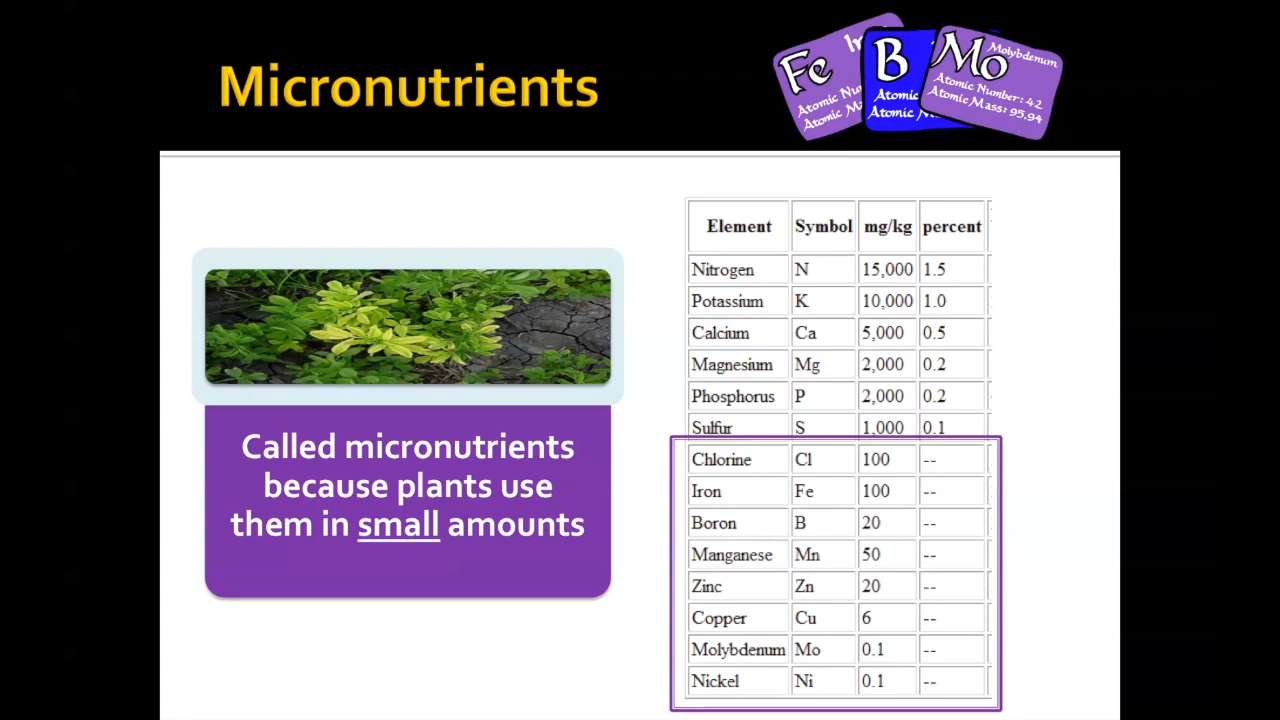 Micronutrients
Fe
B
Mo
Molybdenum
Atomic
Atomic
Atomic
Atomic
Atomic Number: 42
Atomic Mass: 95.94
Called micronutrients
because plants use
them in small amounts
Element Symbol mg/kg percent
Nitrogen N 15,000 1.5
Potassium K 10,000 1.0
Calcium Ca 5,000 0.5
Magnesium Mg 2,000 0.2
Phosphorus P 2,000 0.2
Sulfur S 1,000 0.1
Chlorine Cl 100 --
Iron Fe 100 --
Boron B 20 --
Manganese Mn 50 --
Zinc Zn 20 --
Copper Cu 6 --
Molybdenum Mo 0.1 --
Nickel Ni 0.1 --